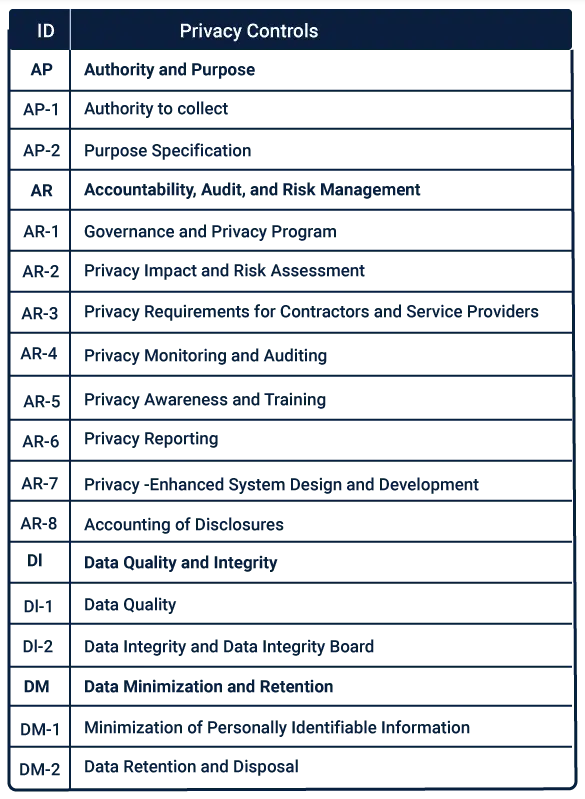 ID Privacy Controls
AP Authority and Purpose
AP-1 Authority to collect
AP-2 Purpose Specification
AR Accountability, Audit, and Risk Management
AR-1 Governance and Privacy Program
AR-2 Privacy Impact and Risk Assessment
AR-3 Privacy Requirements for Contractors and Service Providers
AR-4 Privacy Monitoring and Auditing
AR-5 Privacy Awareness and Training
AR-6 Privacy Reporting
AR-7 Privacy -Enhanced System Design and Development
AR-8 Accounting of Disclosures
DI Data Quality and Integrity
DI-1 Data Quality
DI-2 Data Integrity and Data Integrity Board
DM Data Minimization and Retention
DM-1 Minimization of Personally Identifiable Information
DM-2 Data Retention and Disposal